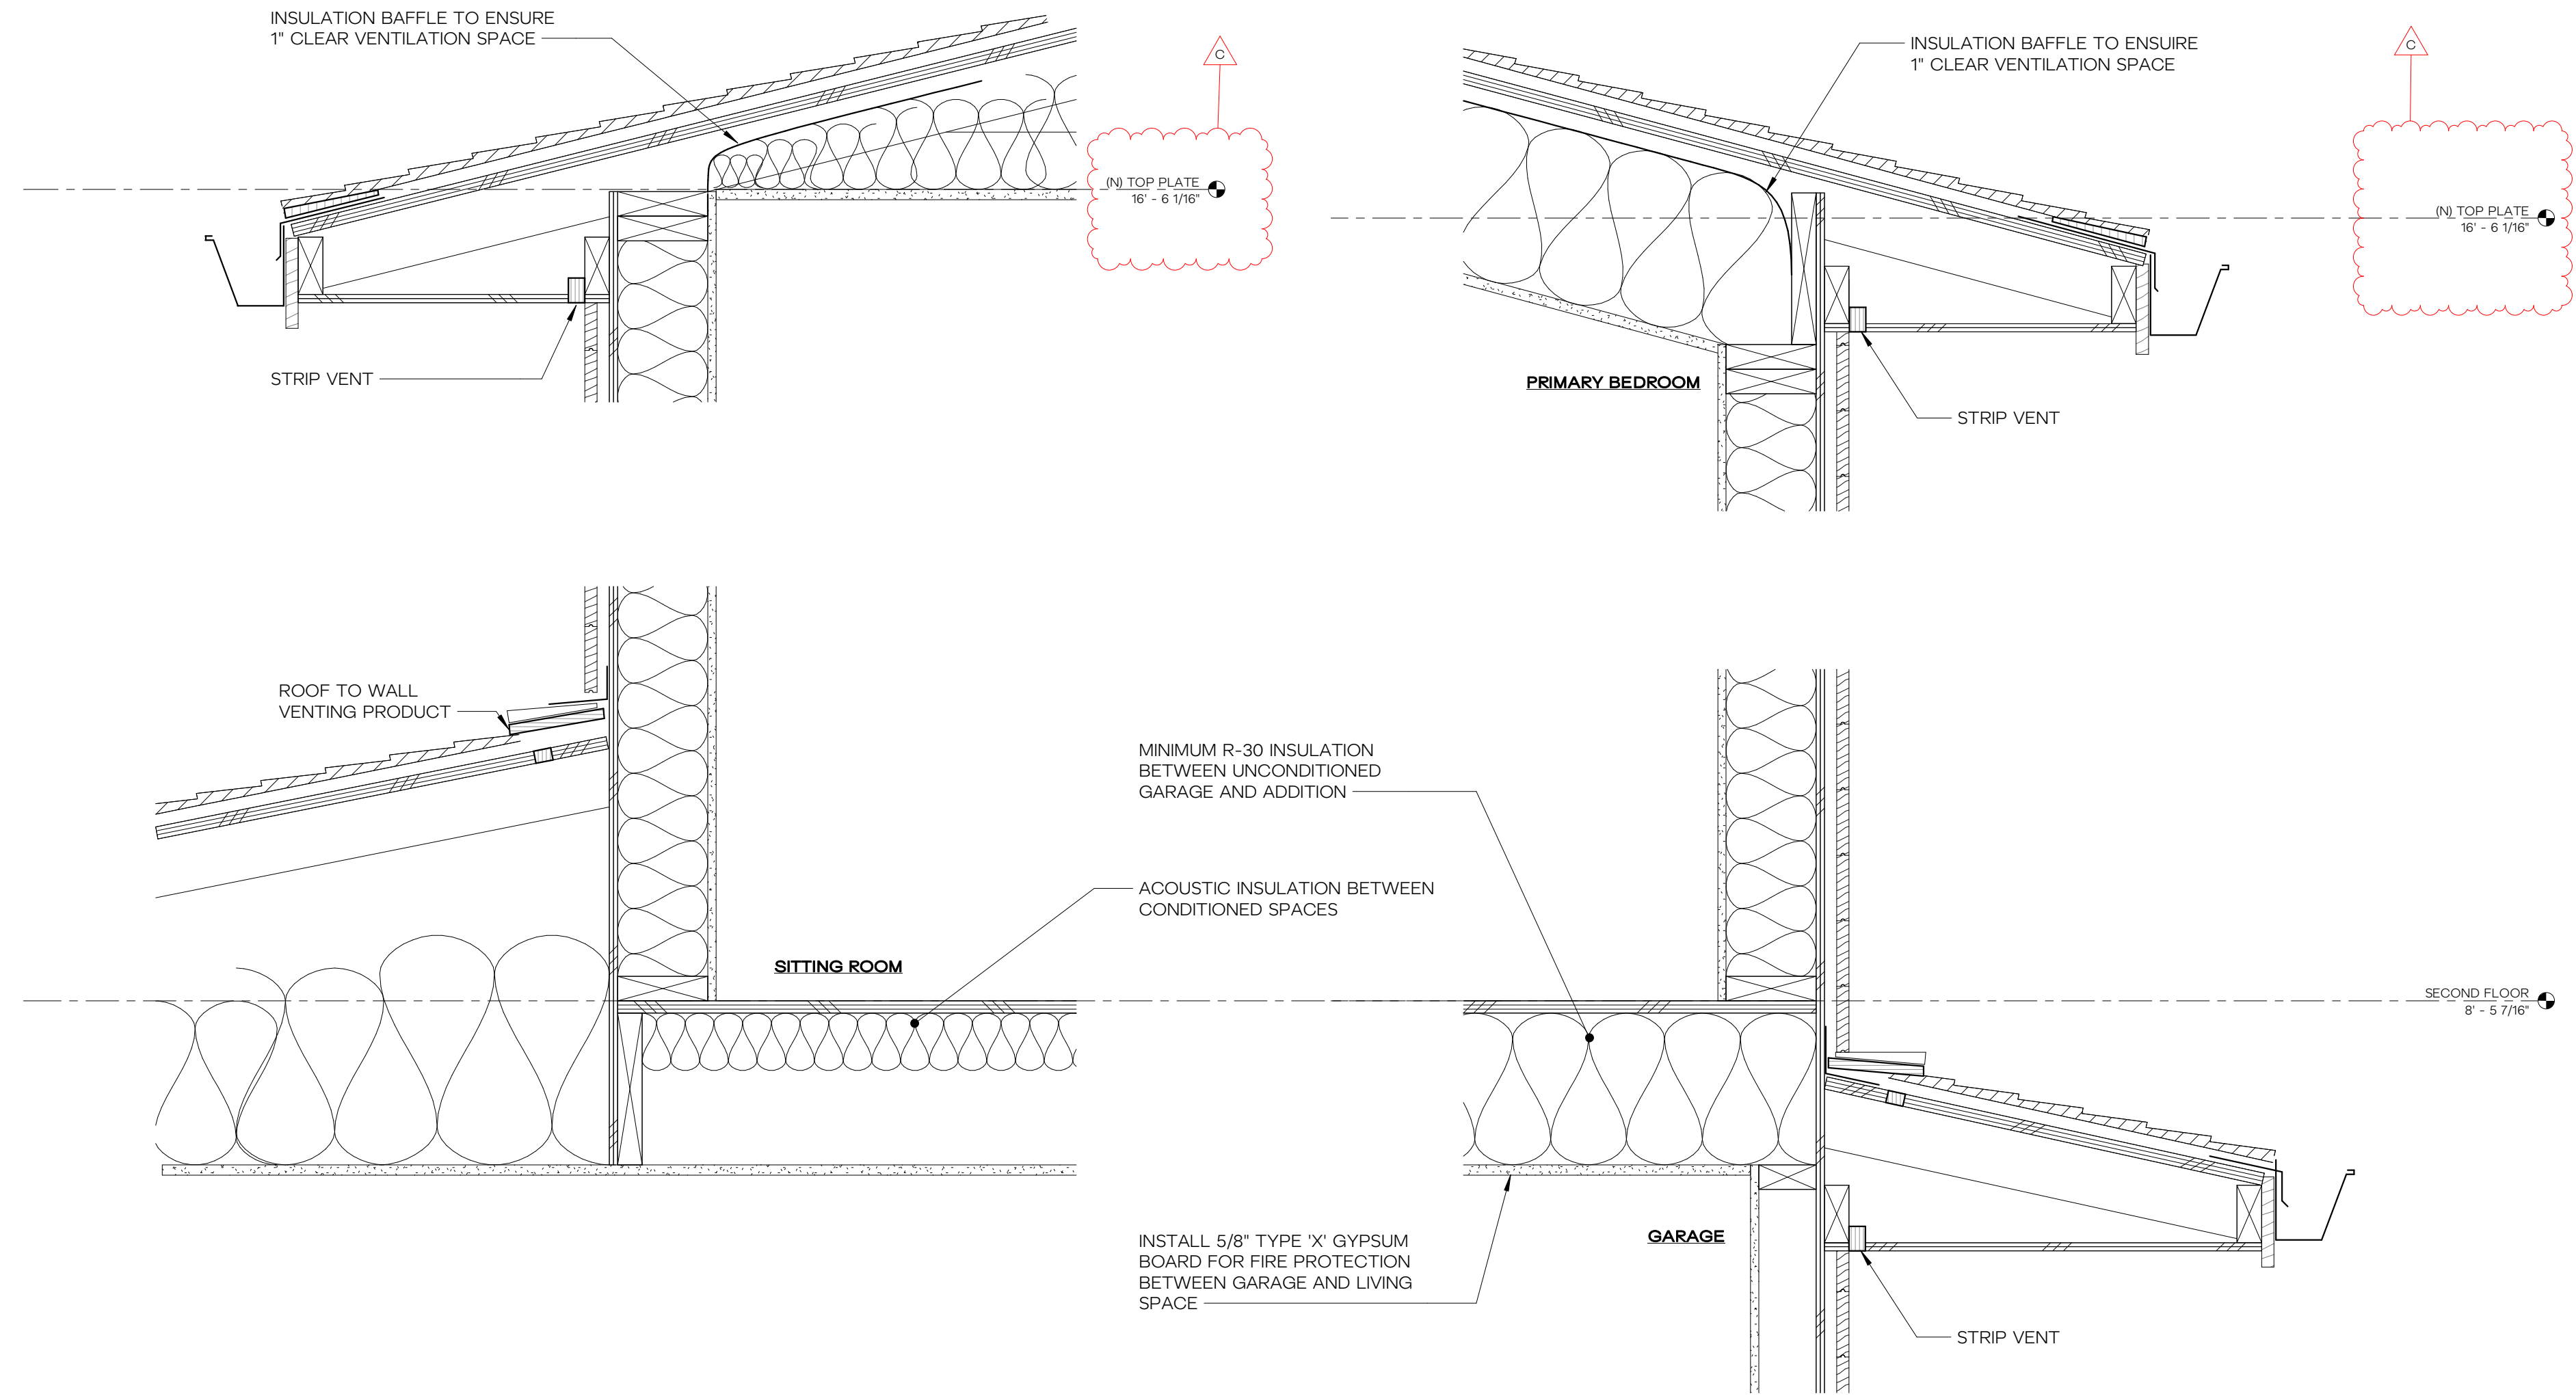 INSULATION BAFFLE TO ENSURE
1" CLEAR VENTILATION SPACE
C
(N) TOP PLATE
16' - 6 1/16"
STRIP VENT
INSULATION BAFFLE TO ENSUIRE
1" CLEAR VENTILATION SPACE
C
(N) TOP PLATE
16' - 6 1/16"
PRIMARY BEDROOM
STRIP VENT
ROOF TO WALL
VENTING PRODUCT
SITTING ROOM
MINIMUM R-30 INSULATION
BETWEEN UNCONDITIONED
GARAGE AND ADDITION
ACOUSTIC INSULATION BETWEEN
CONDITIONED SPACES
SECOND FLOOR
8' - 5 7/16"
INSTALL 5/8" TYPE 'X' GYPSUM
BOARD FOR FIRE PROTECTION
BETWEEN GARAGE AND LIVING
SPACE
GARAGE
STRIP VENT